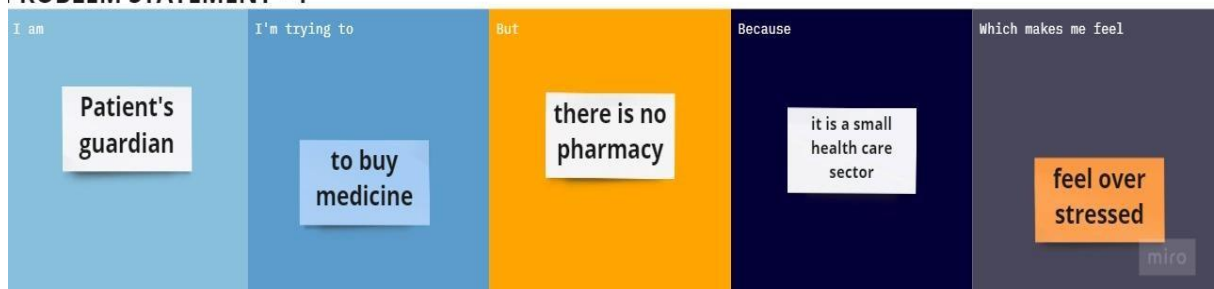 I am
Patient's
guardian
I'm trying to
to buy
medicine
But
there is no
pharmacy
Because
it is a small
health care
sector
Which makes me feel
feel over
stressed
miro